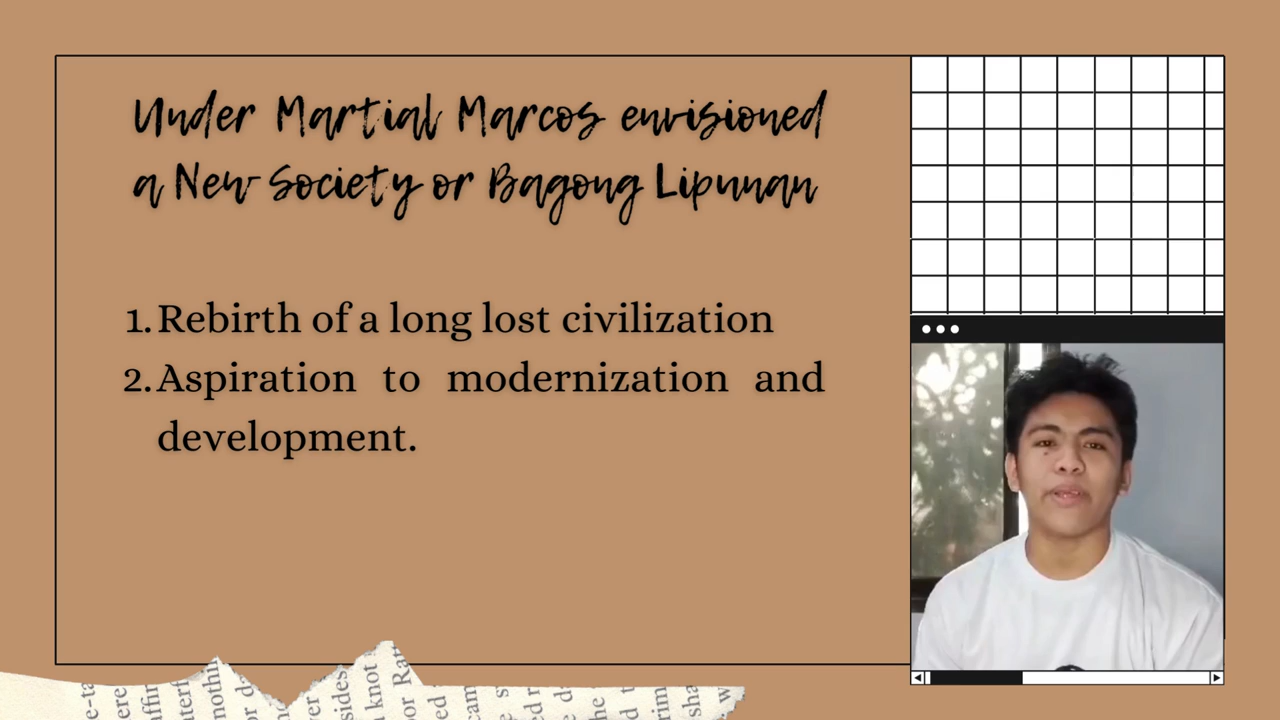 Under Martial Marcos envisioned
a New Society or Bagong Lipunan
1. Rebirth of a long lost civilization
2. Aspiration to modernization and
development.